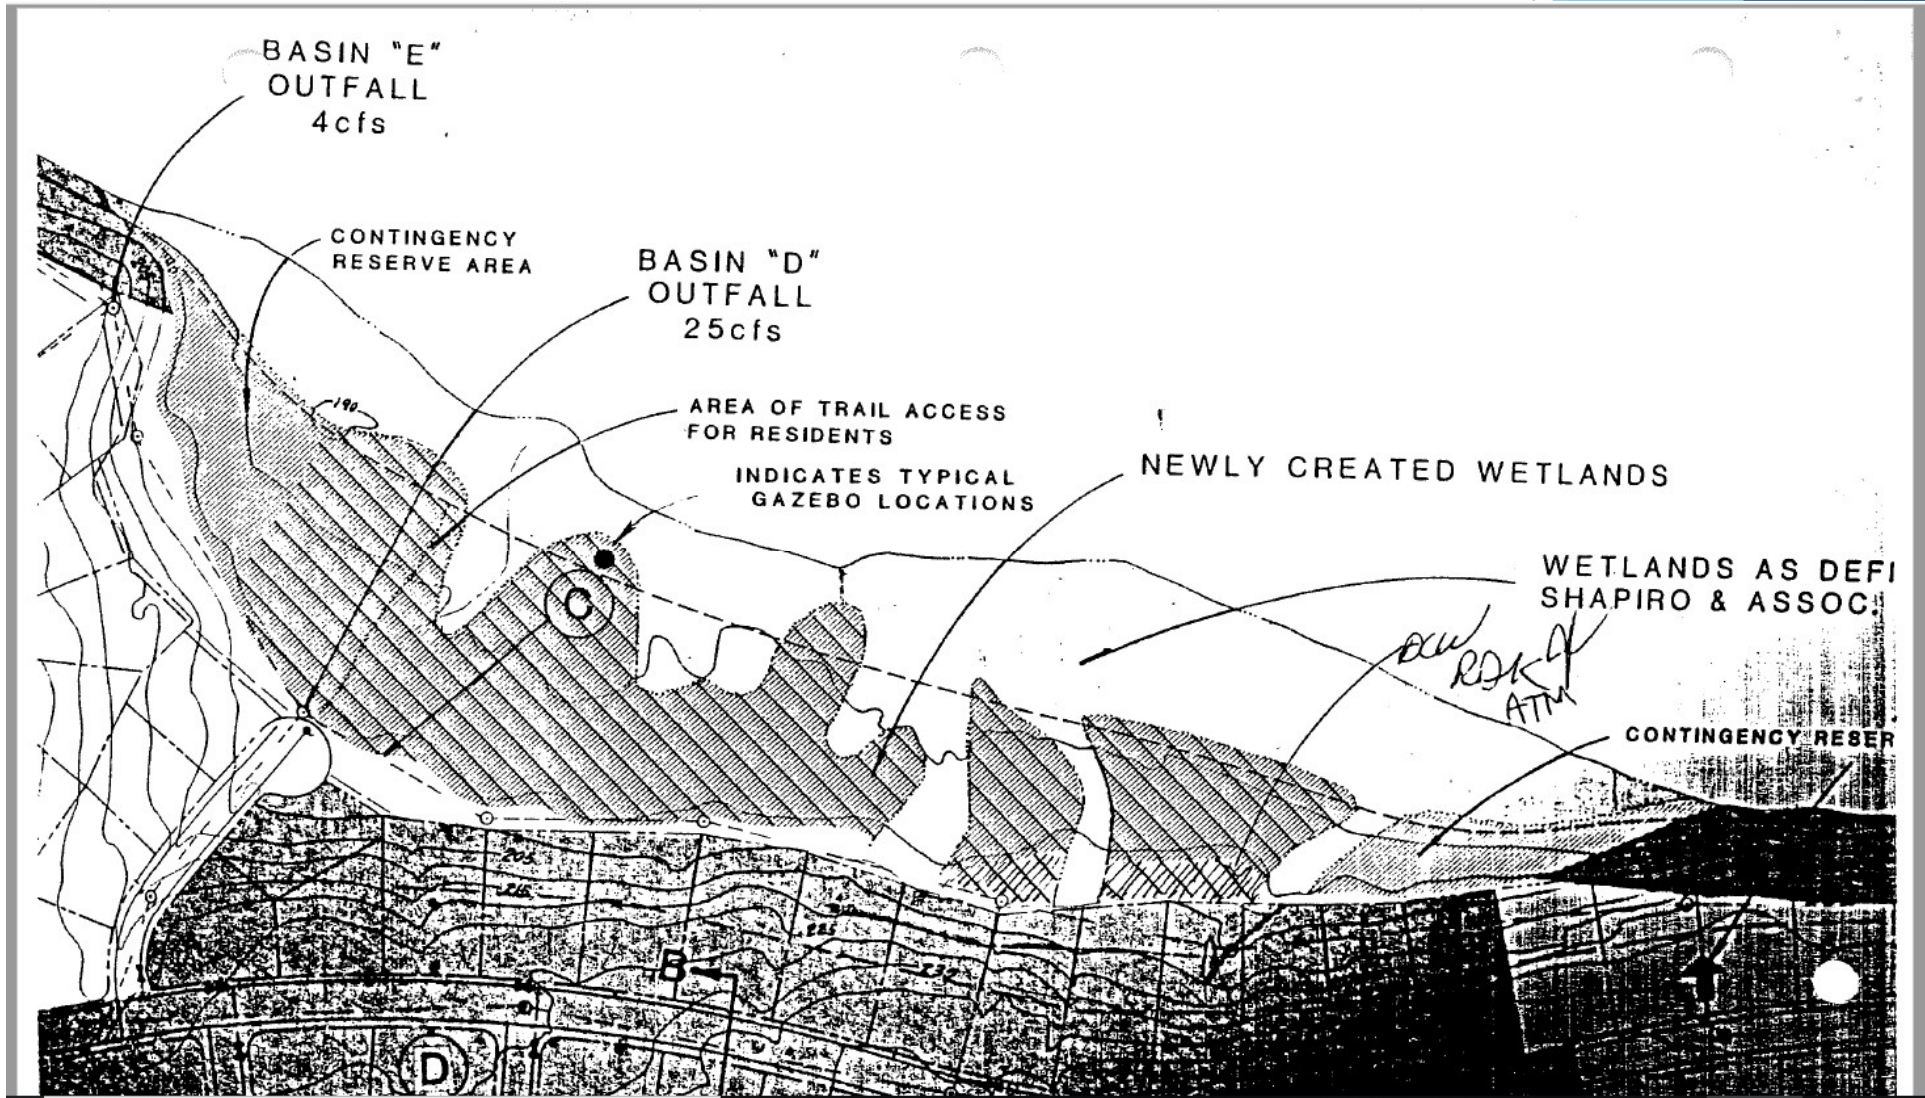 BASIN "E"
OUTFALL
4cfs
CONTINGENCY
RESERVE AREA
BASIN "D"
OUTFALL
25cfs
190
AREA OF TRAIL ACCESS
FOR RESIDENTS
INDICATES TYPICAL
GAZEBO LOCATIONS
NEWLY CREATED WETLANDS
WETLANDS AS DEFI
SHAPIRO & ASSOC.
C
RDK
ATM
CONTINGENCY RESER
205
215
225
B
D